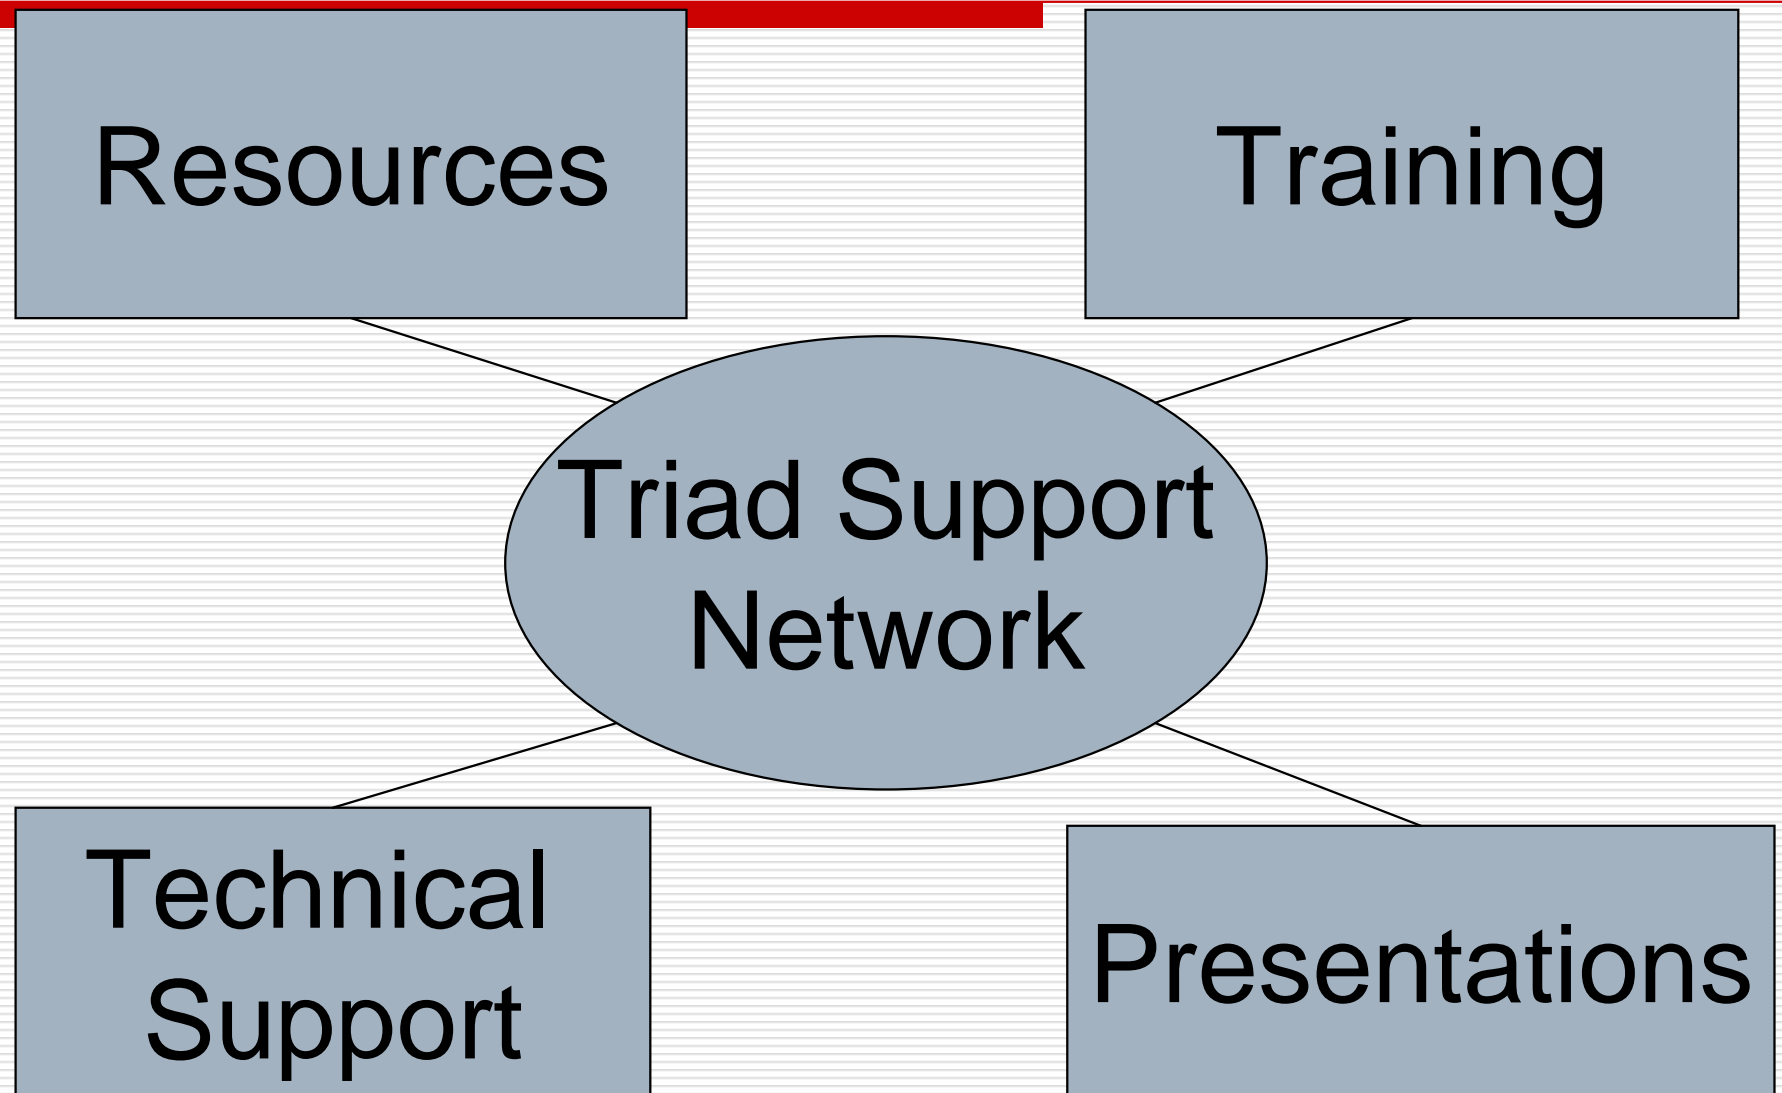 Resources
Training
Triad Support
Network
Technical
Support
Presentations